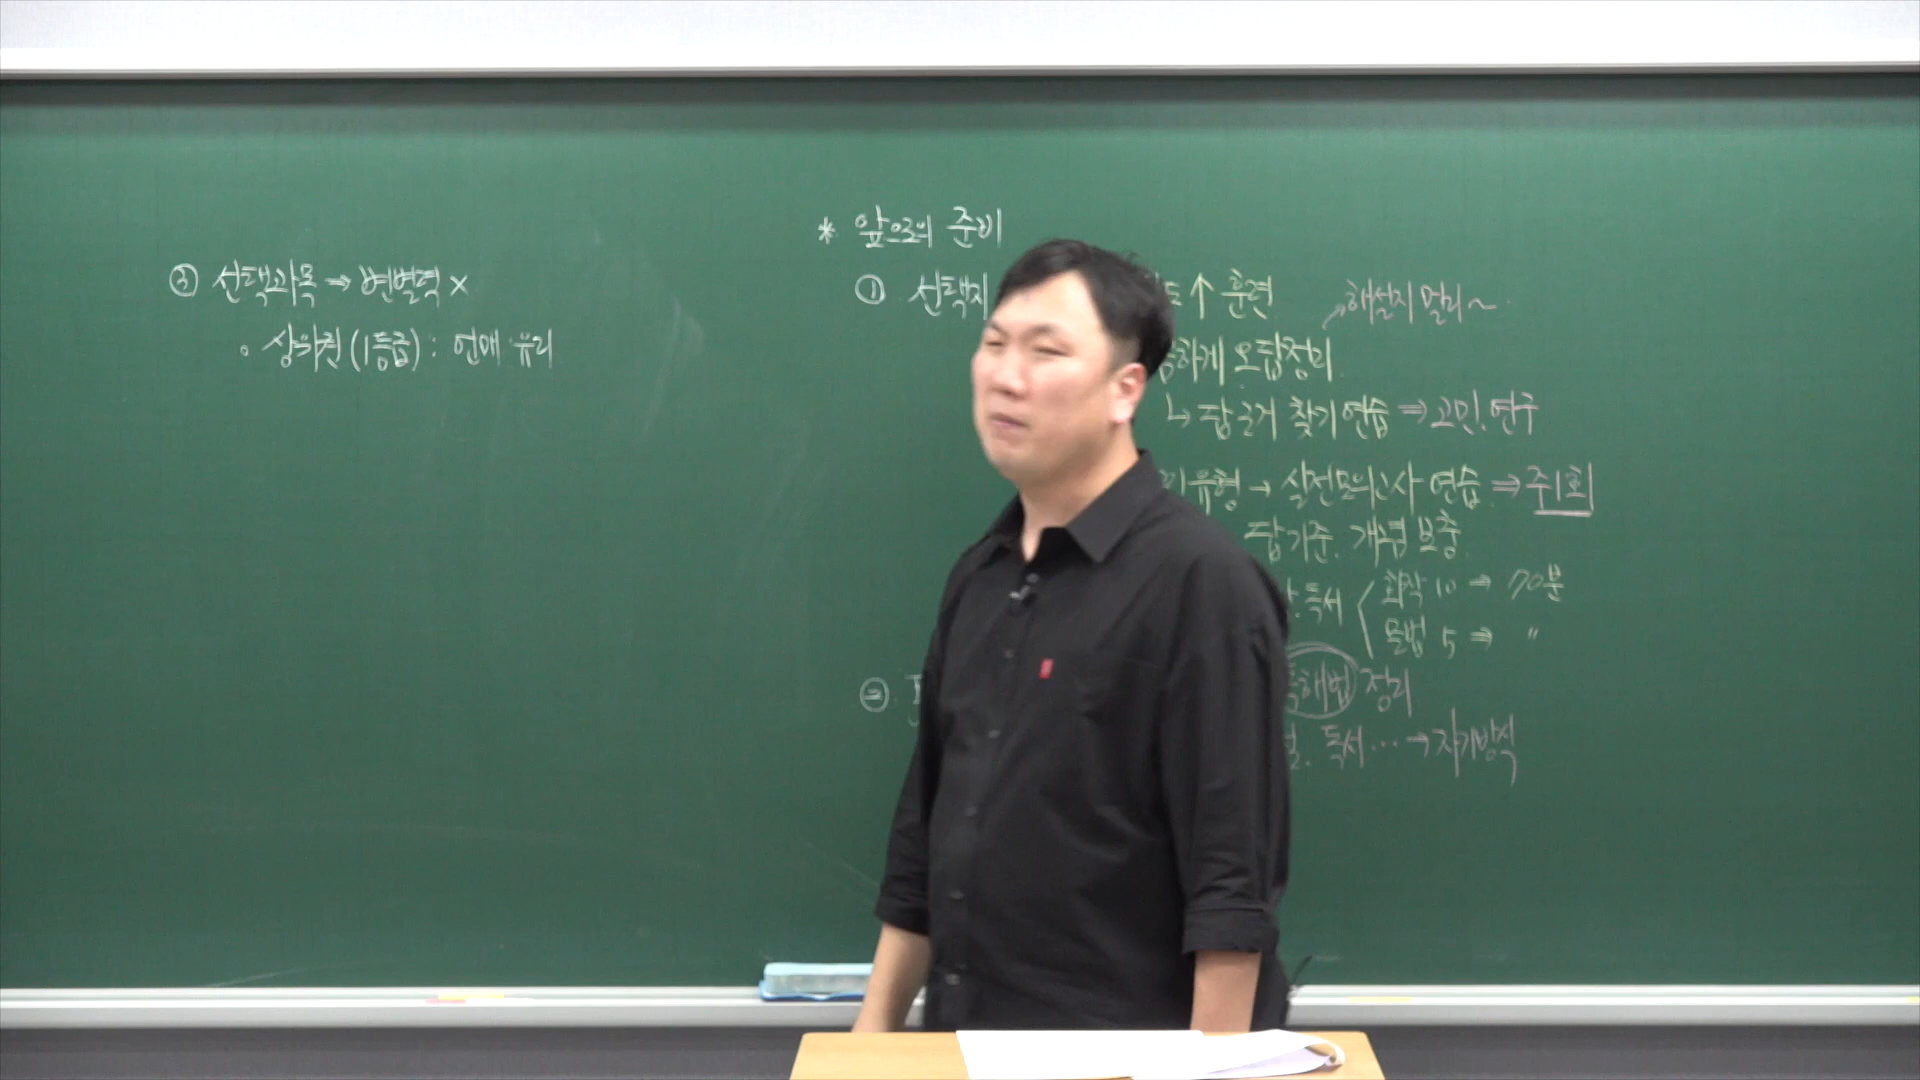 ③ 선택과목 → 변별력 ×
◦ 상위권 (1등급) : 언매 유리
* 앞으로의 준비
① 선택지 도↑ 훈련
해설지 멀리~
하게 오답정리
↳ 답 근거 찾기 연습 ⇒ 고민, 연구
유형 → 실전모의고사 연습 ⇒ 주1회
답기준. 개념 보충
독서 화작 10 ⇒ 70분
문법 5 ⇒ "
②
독해법 정리
독서 … → 자기방식